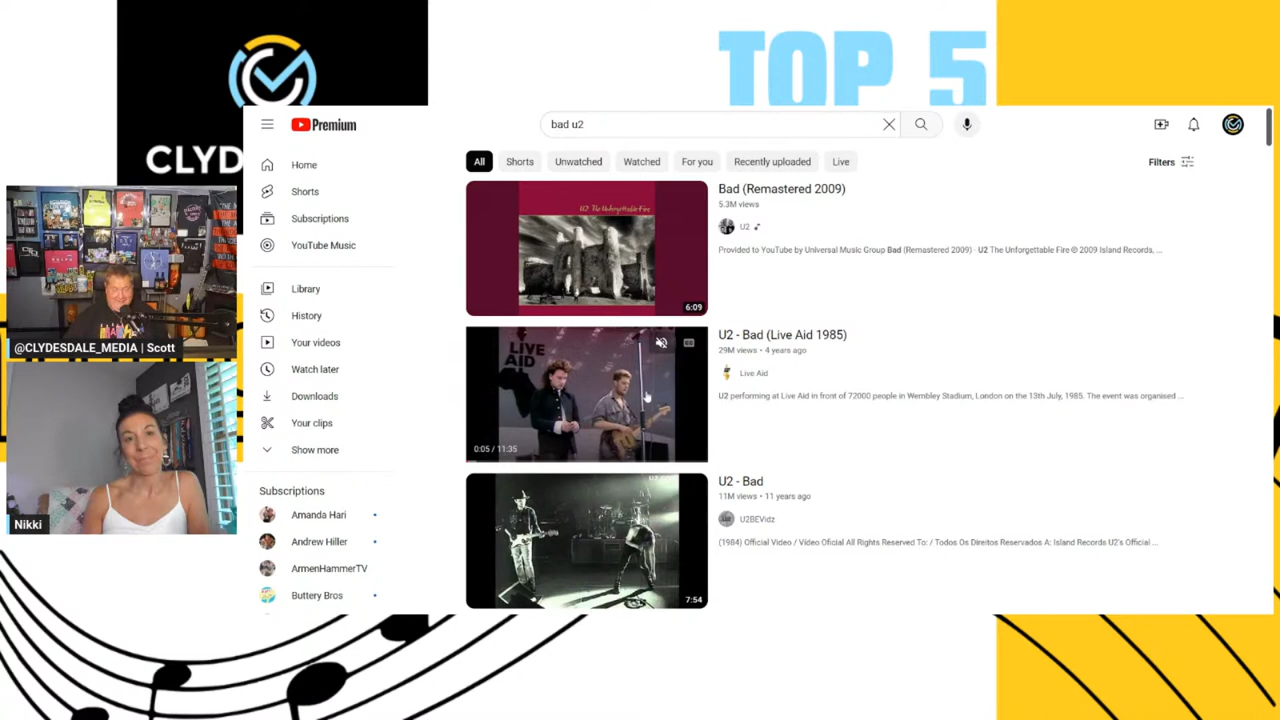 TOP 5
CLYD
Premium
bad u2
Home
Shorts
Subscriptions
YouTube Music
Library
History
Your videos
Watch later
Downloads
Your clips
Show more
Subscriptions
Amanda Hari
Andrew Hiller
ArmenHammerTV
Buttery Bros
All
Shorts
Unwatched
Watched
For you
Recently uploaded
Live
Filters
U2 The Unforgettable Fire
6:09
Bad (Remastered 2009)
5.3M views
U2
Provided to YouTube by Universal Music Group Bad (Remastered 2009) · U2 The Unforgettable Fire ℗ 2009 Island Records, ...
LIVE
AID
CC
0:05 / 11:35
U2 - Bad (Live Aid 1985)
29M views • 4 years ago
Live Aid
U2 performing at Live Aid in front of 72000 people in Wembley Stadium, London on the 13th July, 1985. The event was organised ...
7:54
U2 - Bad
11M views • 11 years ago
U2BEVidz
(1984) Official Video / Vídeo Oficial All Rights Reserved To: / Todos Os Direitos Reservados A: Island Records U2's Official ...
@CLYDESDALE_MEDIA | Scott
Nikki